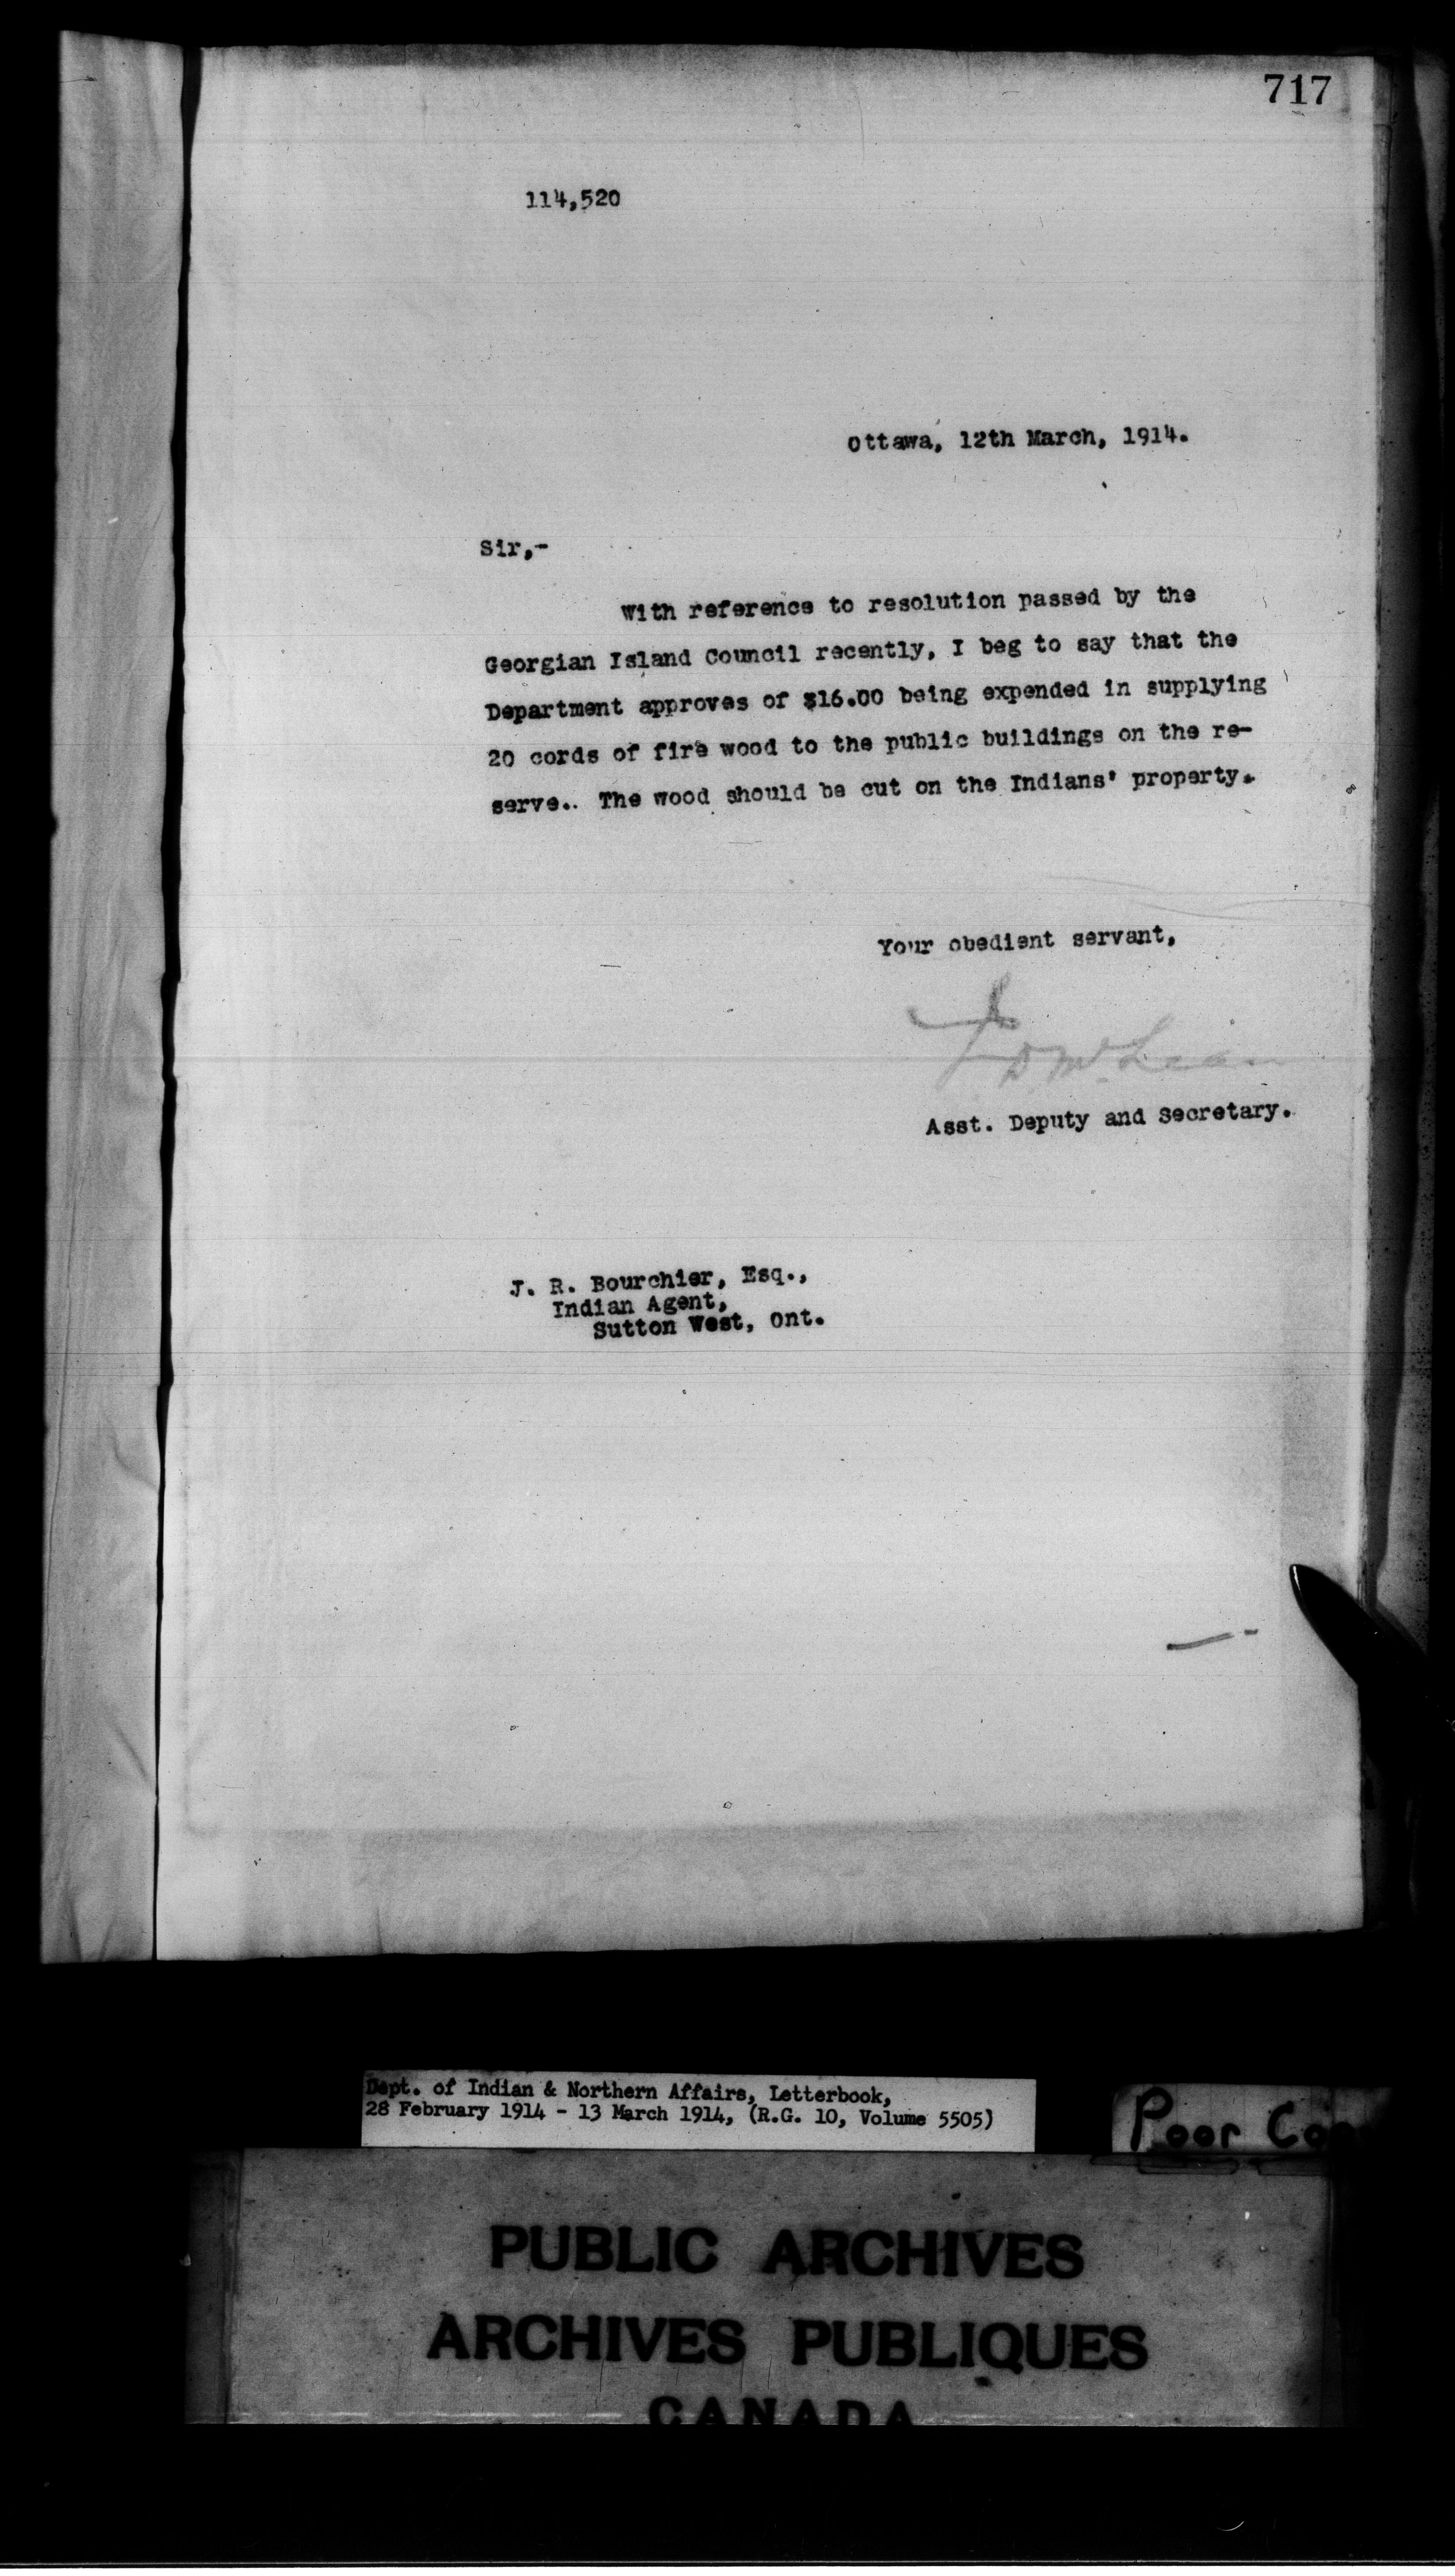 717
114,520
Ottawa, 12th March, 1914.
Sir,-
With reference to resolution passed by the
Georgian Island Council recently, I beg to say that the
Department approves of $16.00 being expended in supplying
20 cords of fire wood to the public buildings on the re-
serve.. The wood should be cut on the Indians' property.
Your obedient servant,
J D McLean
Asst. Deputy and Secretary.
J. R. Bourchier, Esq.,
Indian Agent,
Sutton West, Ont.
Dept. of Indian & Northern Affairs, Letterbook,
28 February 1914 - 13 March 1914, (R.G. 10, Volume 5505)
Poor
PUBLIC ARCHIVES
ARCHIVES PUBLIQUES
CANADA